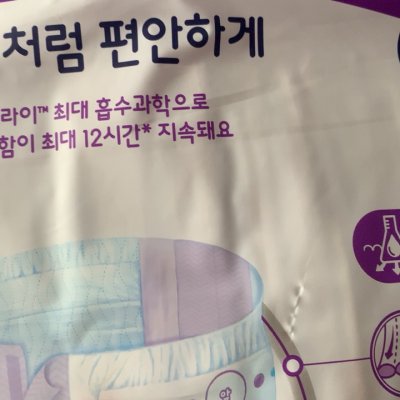 처럼 편안하게
라이™ 최대 흡수과학으로
함이 최대 12시간* 지속돼요